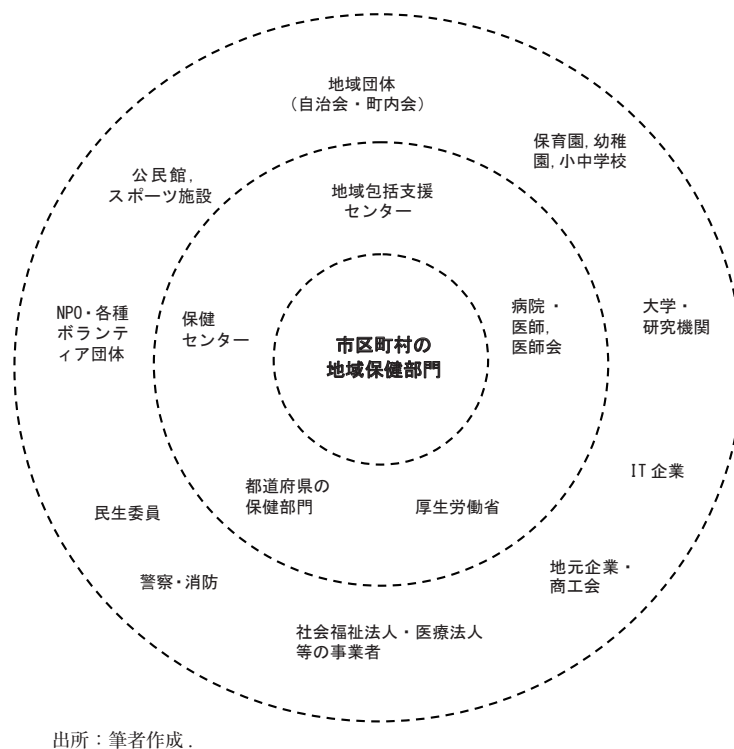 地域団体
（自治会・町内会）
保育園,幼稚
園,小中学校
公民館,
スポーツ施設
地域包括支援
センター
NPO・各種
ボランテ
ィア団体
保健
センター
市区町村の
地域保健部門
病院・
医師,
医師会
大学・
研究機関
IT 企業
都道府県の
保健部門
厚生労働省
民生委員
警察・消防
地元企業・
商工会
社会福祉法人・医療法人
等の事業者
出所：筆者作成.